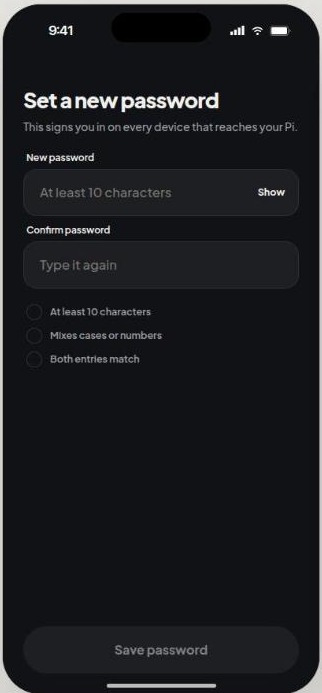 9:41
Set a new password
This signs you in on every device that reaches your Pi.
New password
At least 10 characters
Show
Confirm password
Type it again
At least 10 characters
Mixes cases or numbers
Both entries match
Save password